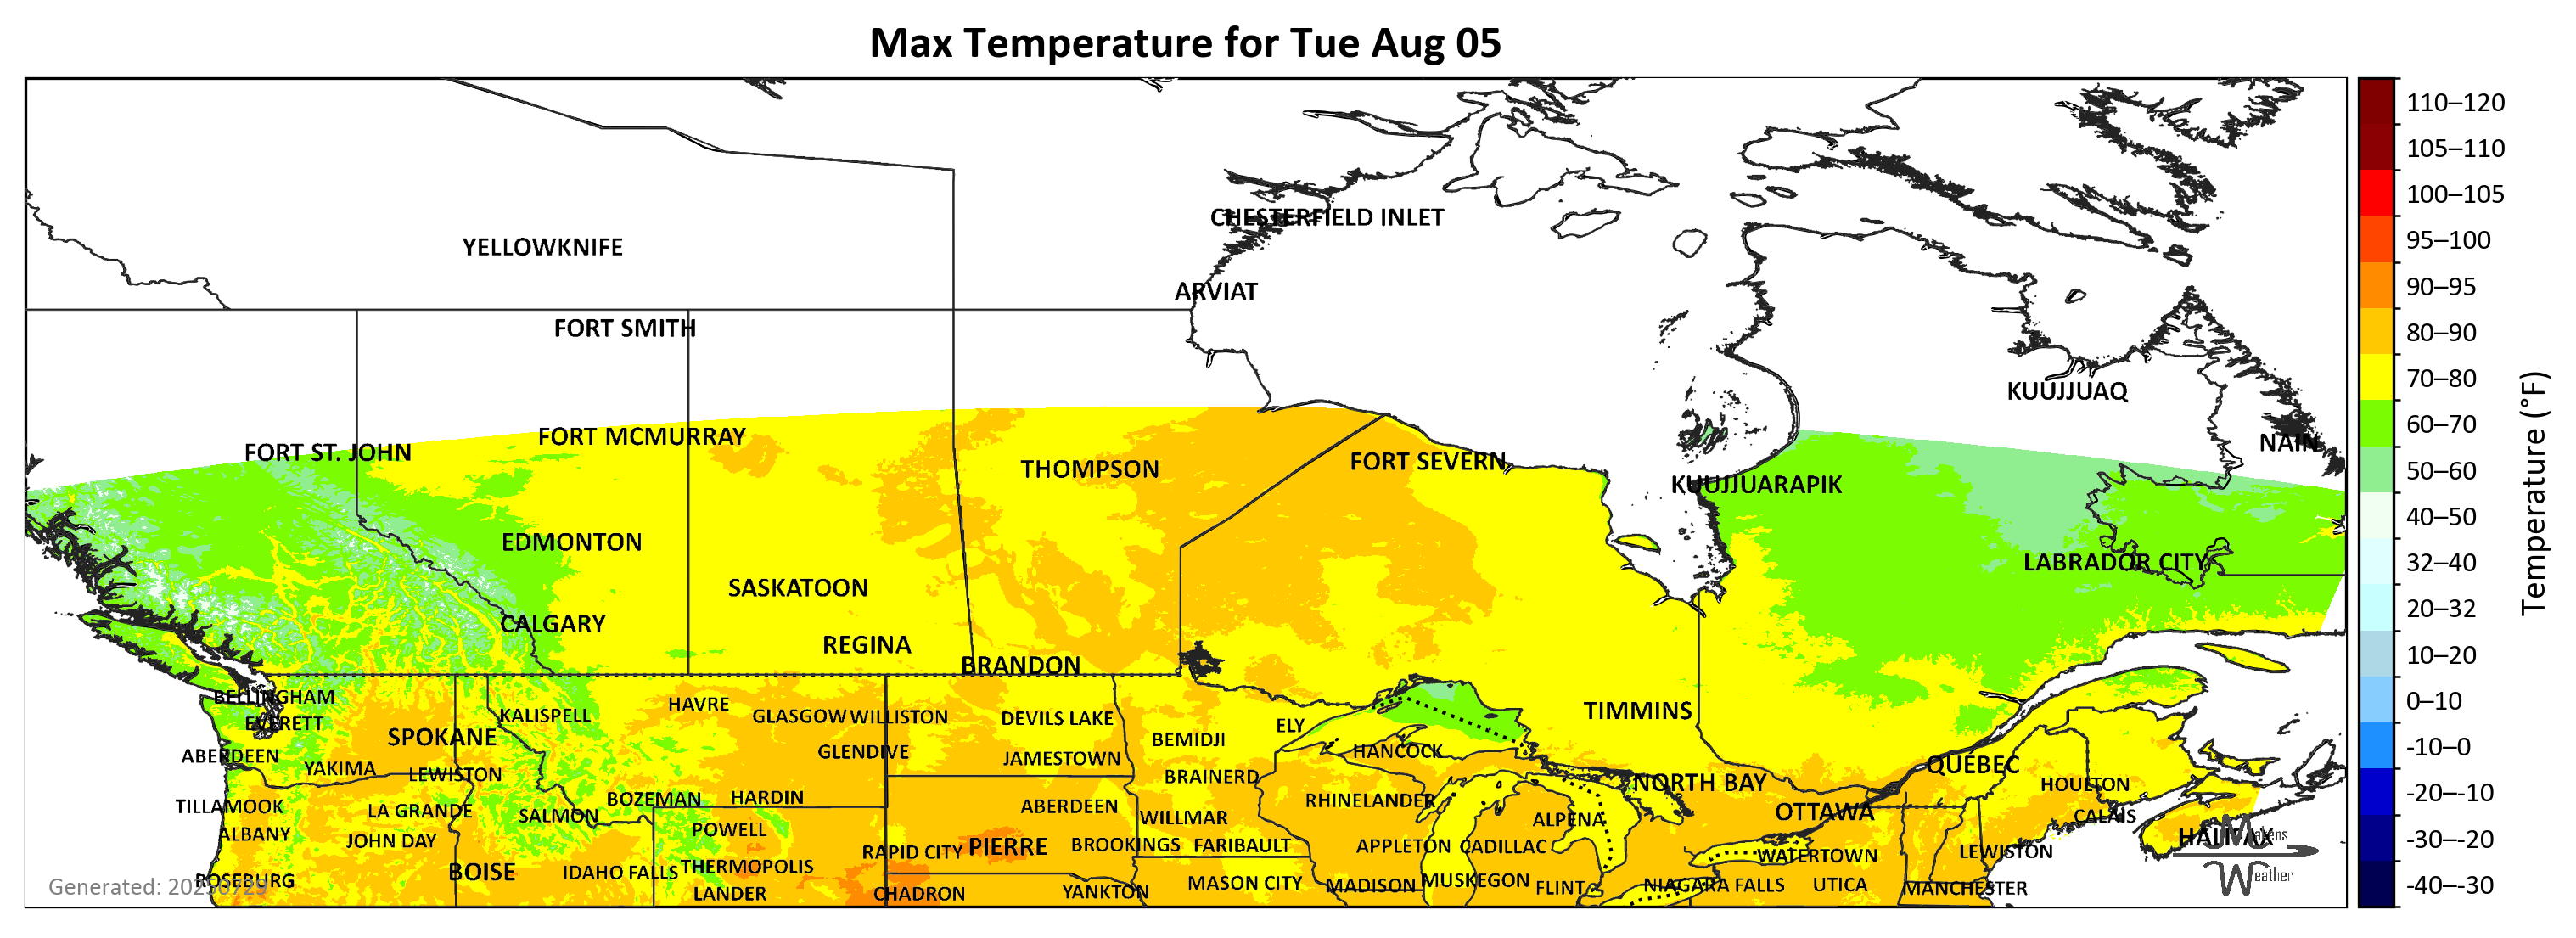 Max Temperature for Tue Aug 05
110–120
105–110
CHESTERFIELD INLET
100–105
YELLOWKNIFE
95–100
ARVIAT
90–95
FORT SMITH
80–90
KUUJJUAQ
70–80
FORT MCMURRAY
60–70
FORT ST. JOHN
NAIN
THOMPSON
FORT SEVERN
50–60
KUUJJUARAPIK
40–50
EDMONTON
LABRADOR CITY
32–40
SASKATOON
20–32
CALGARY
REGINA
10–20
BRANDON
BELLINGHAM
HAVRE
0–10
KALISPELL
GLASGOW WILLISTON
DEVILS LAKE
TIMMINS
EVERETT
ELY
SPOKANE
BEMIDJI
-10–0
ABERDEEN
GLENDIVE
JAMESTOWN
HANCOCK
YAKIMA
LEWISTON
BRAINERD
QUÉBEC
NORTH BAY
HOULTON
-20–-10
TILLAMOOK
LA GRANDE
SALMON
BOZEMAN
HARDIN
ABERDEEN
WILLMAR
RHINELANDER
ALPENA
OTTAWA
CALAIS
ALBANY
JOHN DAY
POWELL
-30–-20
HALIFAX
RAPID CITY
PIERRE
BROOKINGS
FARIBAULT
APPLETON
CADILLAC
WATERTOWN
LEWISTON
BOISE
IDAHO FALLS
THERMOPOLIS
ROSEBURG
Generated: 20250729
LANDER
CHADRON
YANKTON
MASON CITY
MADISON
MUSKEGON
FLINT
NIAGARA FALLS
UTICA
MANCHESTER
Weather
-40–-30
Temperature (°F)